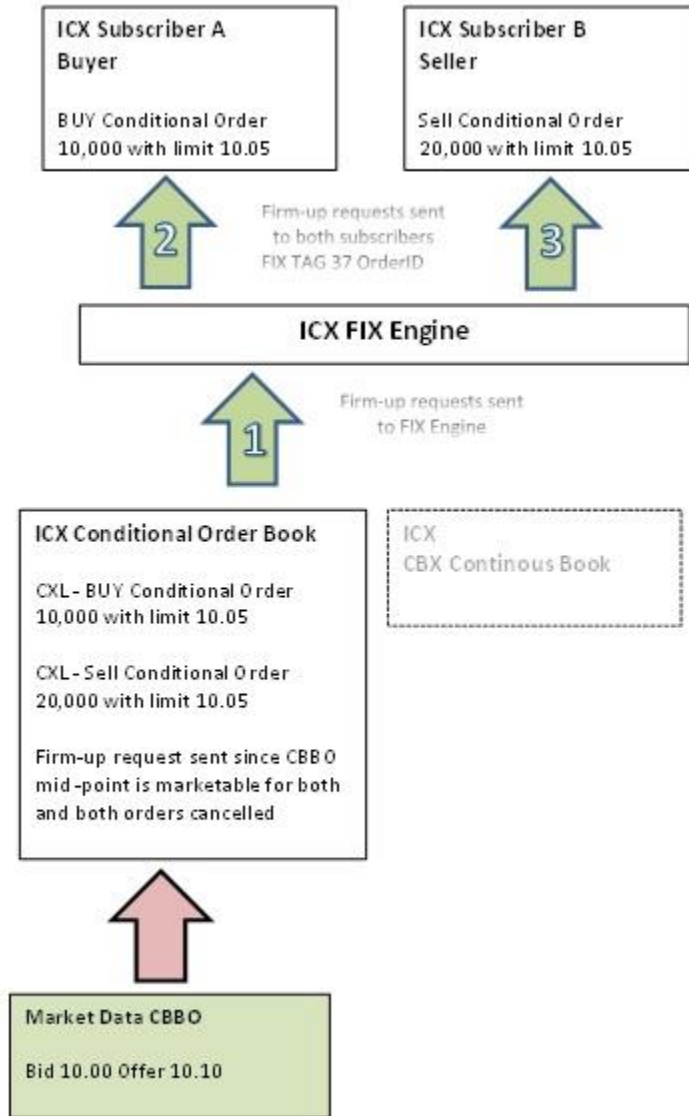 ICX Subscriber A
Buyer
BUY Conditional Order
10,000 with limit 10.05
ICX Subscriber B
Seller
Sell Conditional Order
20,000 with limit 10.05
2
Firm-up requests sent
to both subscribers
FIX TAG 37 OrderID
3
ICX FIX Engine
1
Firm-up requests sent
to FIX Engine
ICX Conditional Order Book
CXL- BUY Conditional Order
10,000 with limit 10.05
CXL-Sell Conditional Order
20,000 with limit 10.05
Firm-up request sent since CBBO
mid-point is marketable for both
and both orders cancelled
ICX
CBX Continous Book
Market Data CBBO
Bid 10.00 Offer 10.10